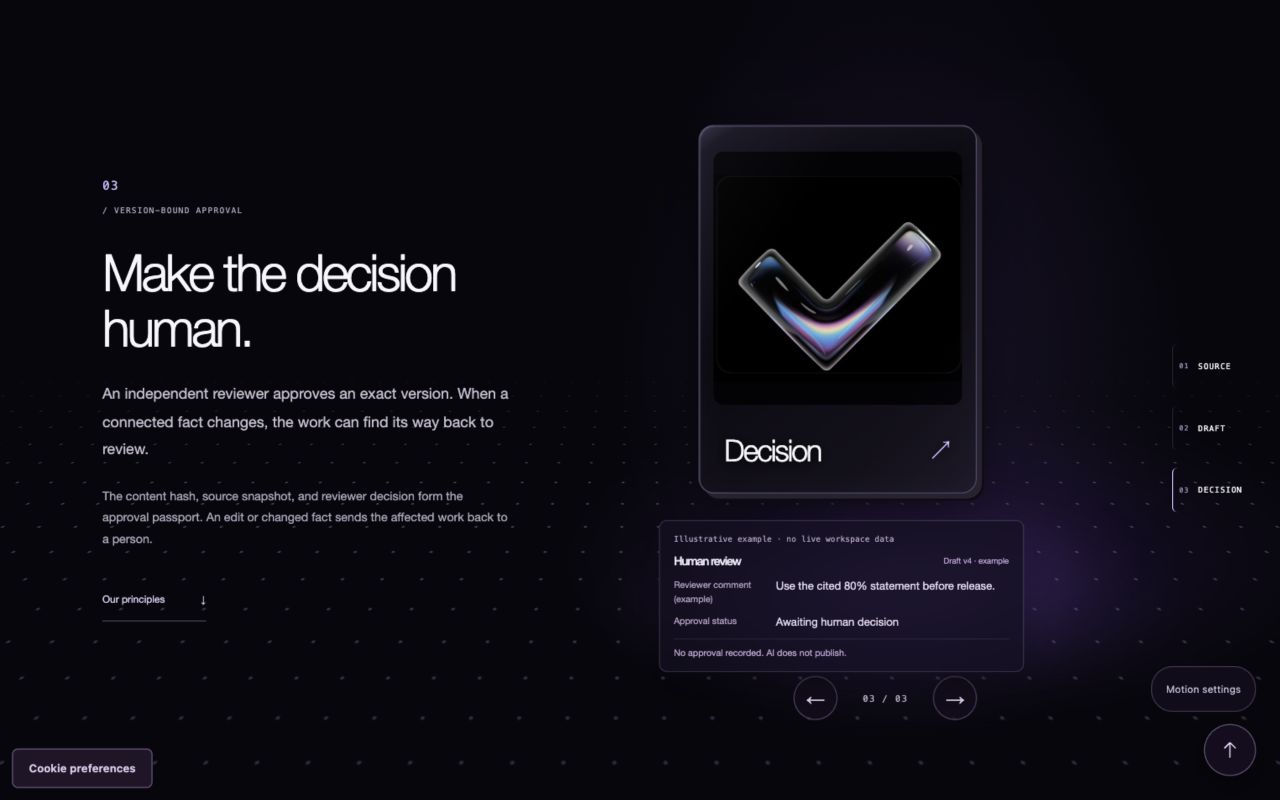 03
/ VERSION-BOUND APPROVAL
Make the decision
human.
An independent reviewer approves an exact version. When a
connected fact changes, the work can find its way back to
review.
The content hash, source snapshot, and reviewer decision form the
approval passport. An edit or changed fact sends the affected work back to
a person.
Our principles ↓
Decision
Illustrative example · no live workspace data
Human review
Draft v4 · example
Reviewer comment
(example)
Use the cited 80% statement before release.
Approval status
Awaiting human decision
No approval recorded. AI does not publish.
← 03 / 03 →
01 SOURCE
02 DRAFT
03 DECISION
Motion settings
Cookie preferences